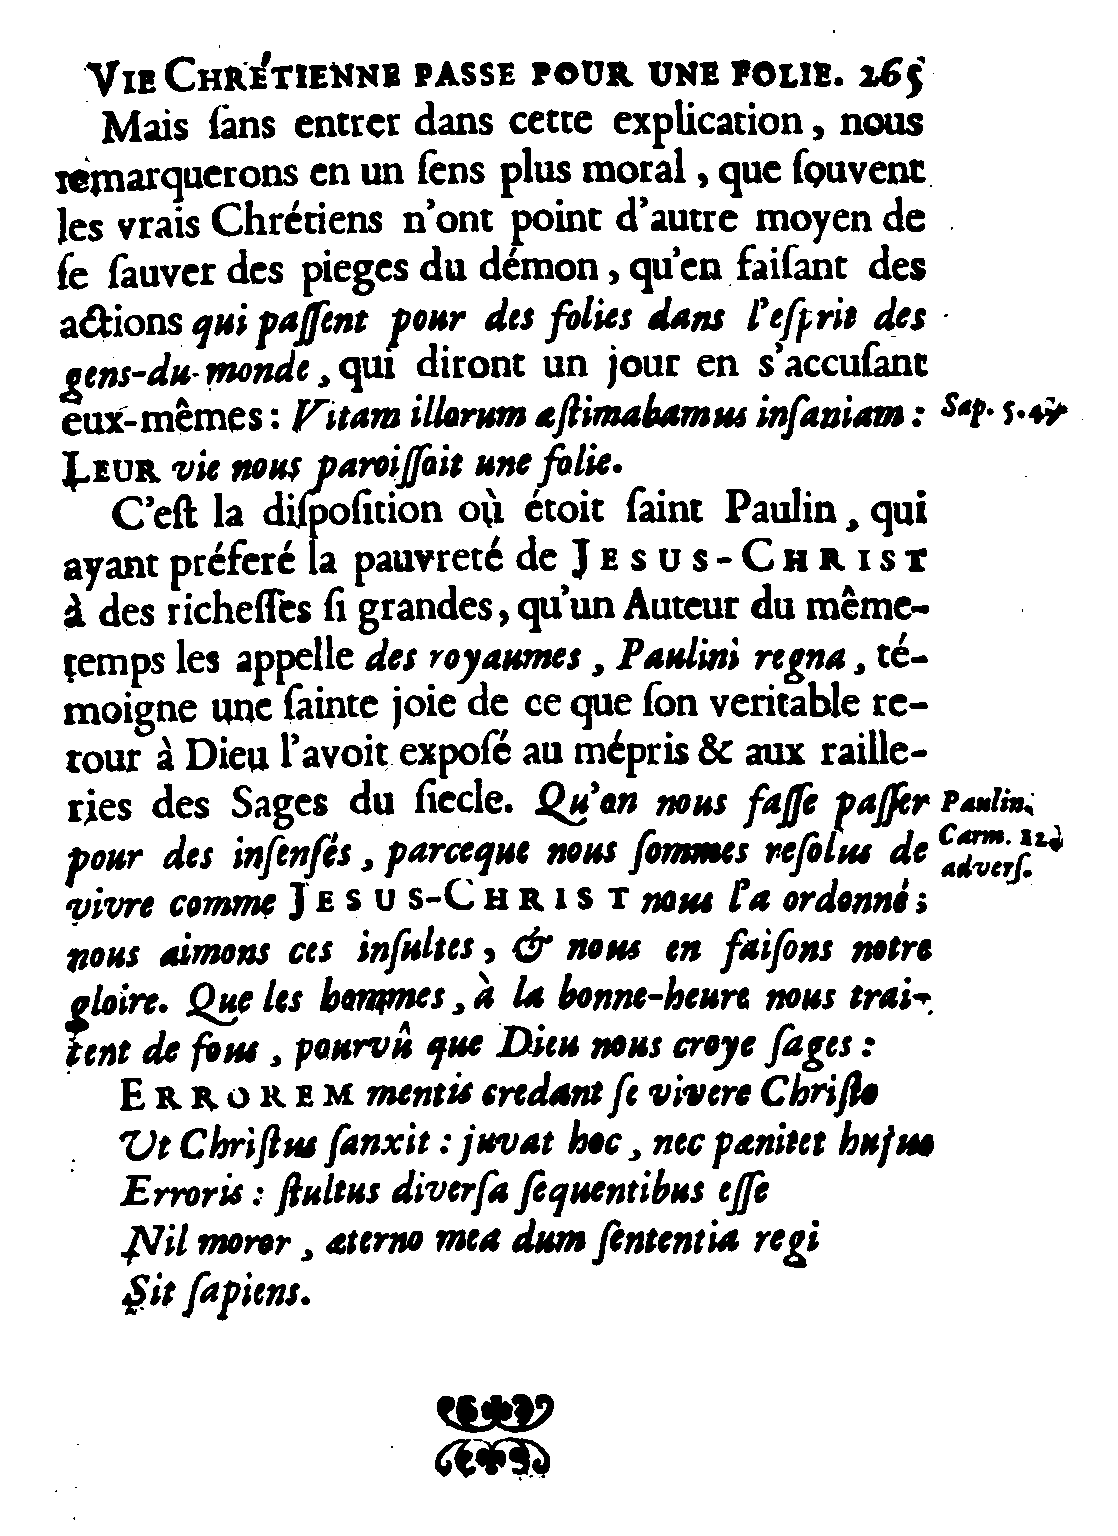 VIE CHRÉTIENNE PASSE POUR UNE FOLIE. 265
Mais ſans entrer dans cette explication, nous
remarquerons en un ſens plus moral, que ſouvent
les vrais Chrétiens n'ont point d'autre moyen de
ſe ſauver des pieges du démon, qu'en faiſant des
actions qui paſſent pour des folies dans l'eſprit des
gens-du-monde, qui diront un jour en s'accuſant
eux-mêmes: Vitam illorum æſtimabamus inſaniam: Sap. 5. 4.
LEUR vie nous paroiſſoit une folie.
C'eſt la diſpoſition où étoit ſaint Paulin, qui
ayant préferé la pauvreté de JESUS-CHRIST
à des richeſſes ſi grandes, qu'un Auteur du même-
temps les appelle des royaumes, Paulini regna, té-
moigne une ſainte joie de ce que ſon veritable re-
tour à Dieu l'avoit expoſé au mépris & aux raille-
ries des Sages du ſiecle. Qu'on nous faſſe paſſer Paulin.
pour des inſenſés, parceque nous ſommes reſolus de Carm. 12.
vivre comme JESUS-CHRIST nous l'a ordonné; adverſ.
nous aimons ces inſultes, & nous en faiſons notre
gloire. Que les hommes, à la bonne-heure nous trai-
tent de fous, pourvû que Dieu nous croye ſages:
ERROREM mentis credant ſe vivere Chriſto
Ut Chriſtus ſanxit: juvat hoc, nec pænitet hujus
Erroris: ſtultus diverſa ſequentibus eſſe
Nil moror, æterno mea dum ſententia regi
Sit ſapiens.